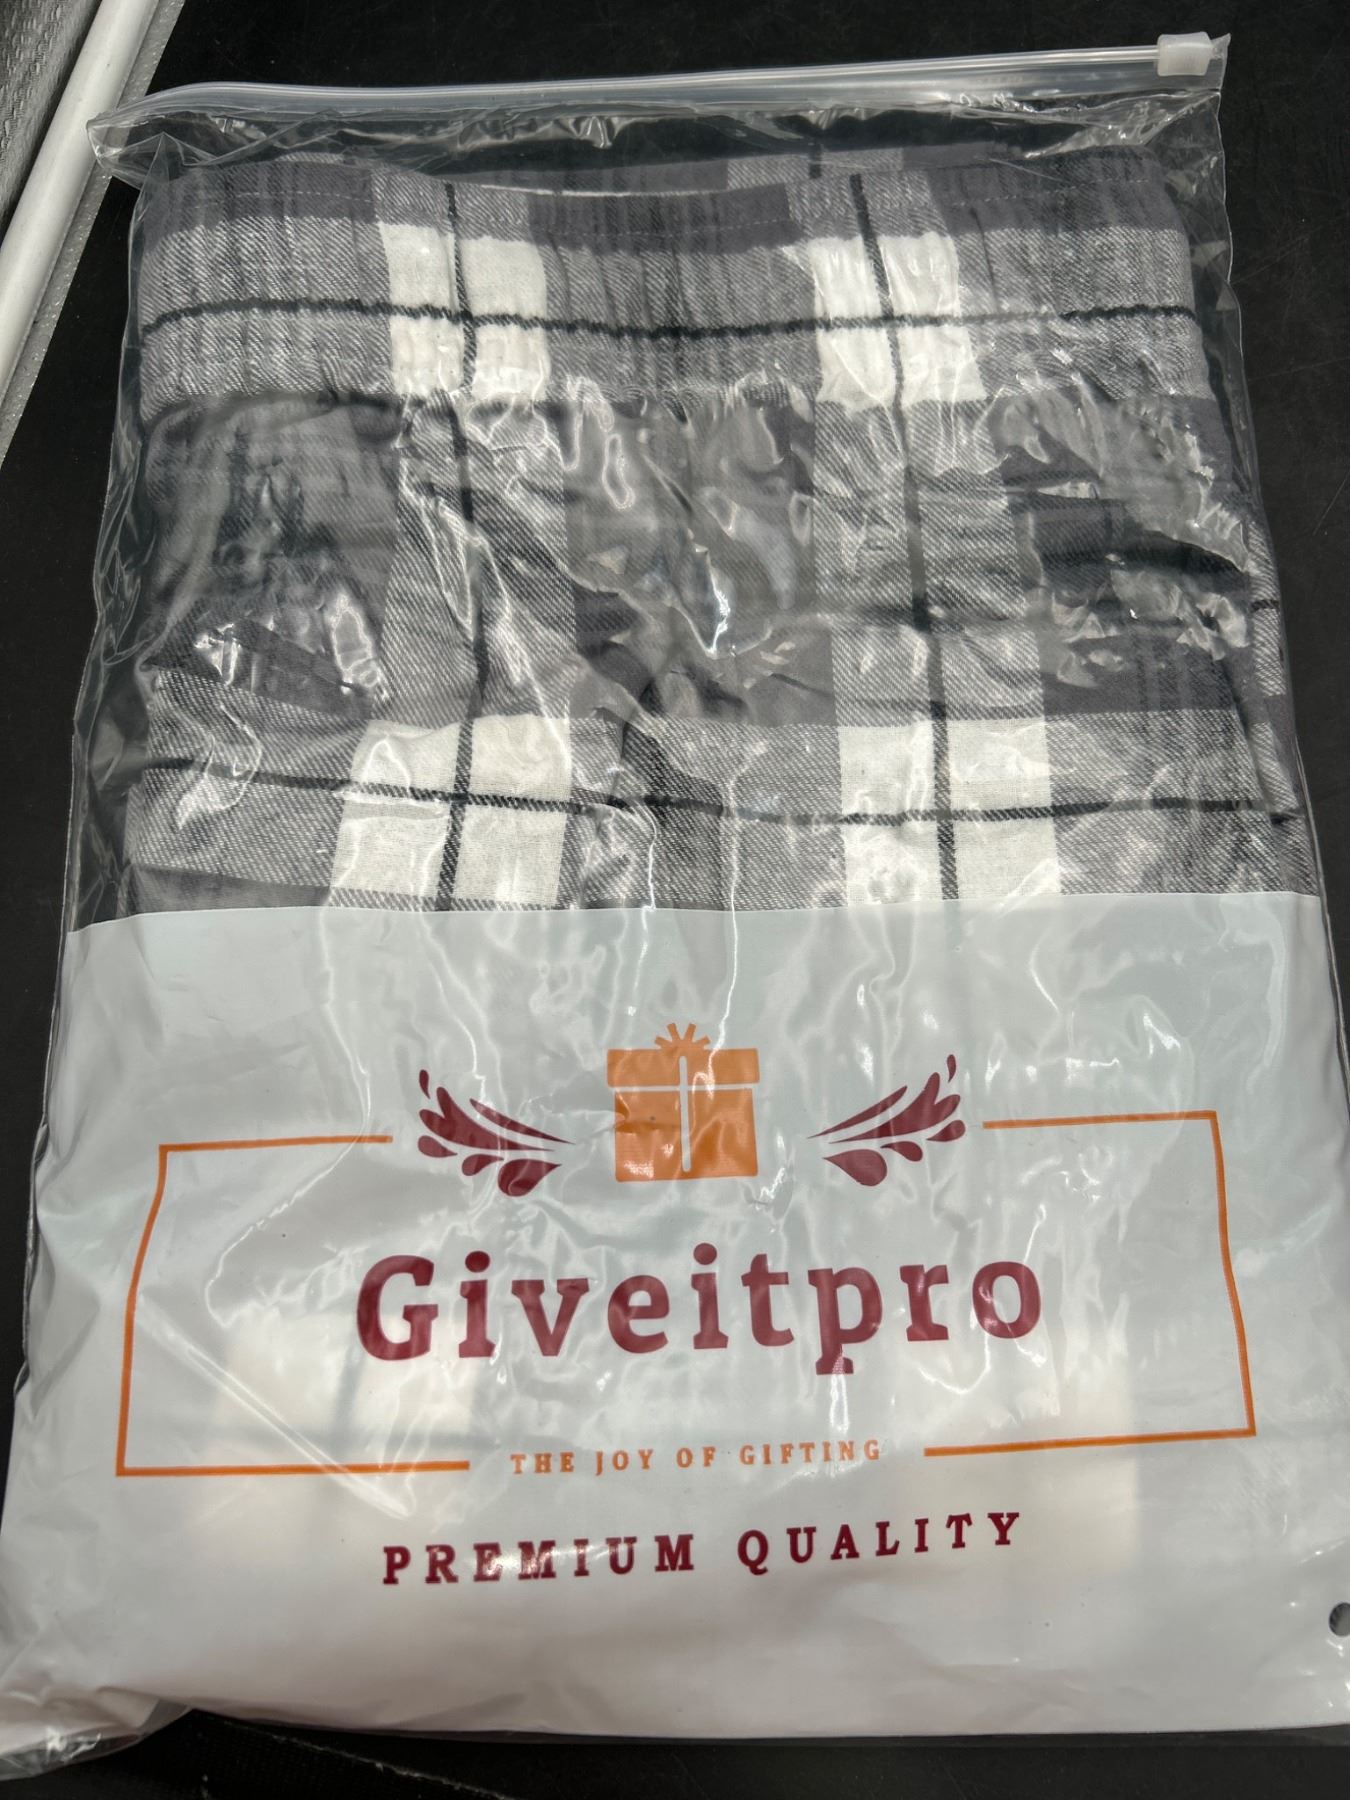 Giveitpro
THE JOY OF GIFTING
PREMIUM QUALITY